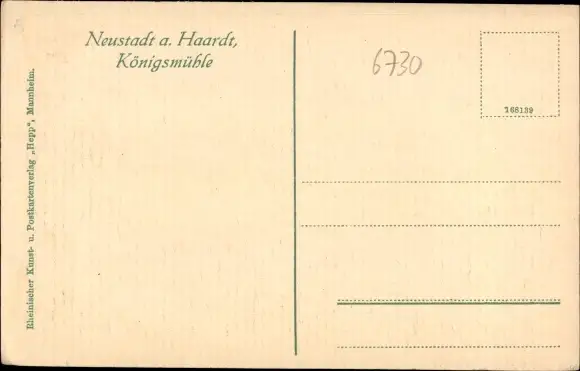 Neustadt a. Haardt,
Königsmühle
6730
168139
Rheinischer Kunst- u. Postkartenverlag „Hepp", Mannheim.